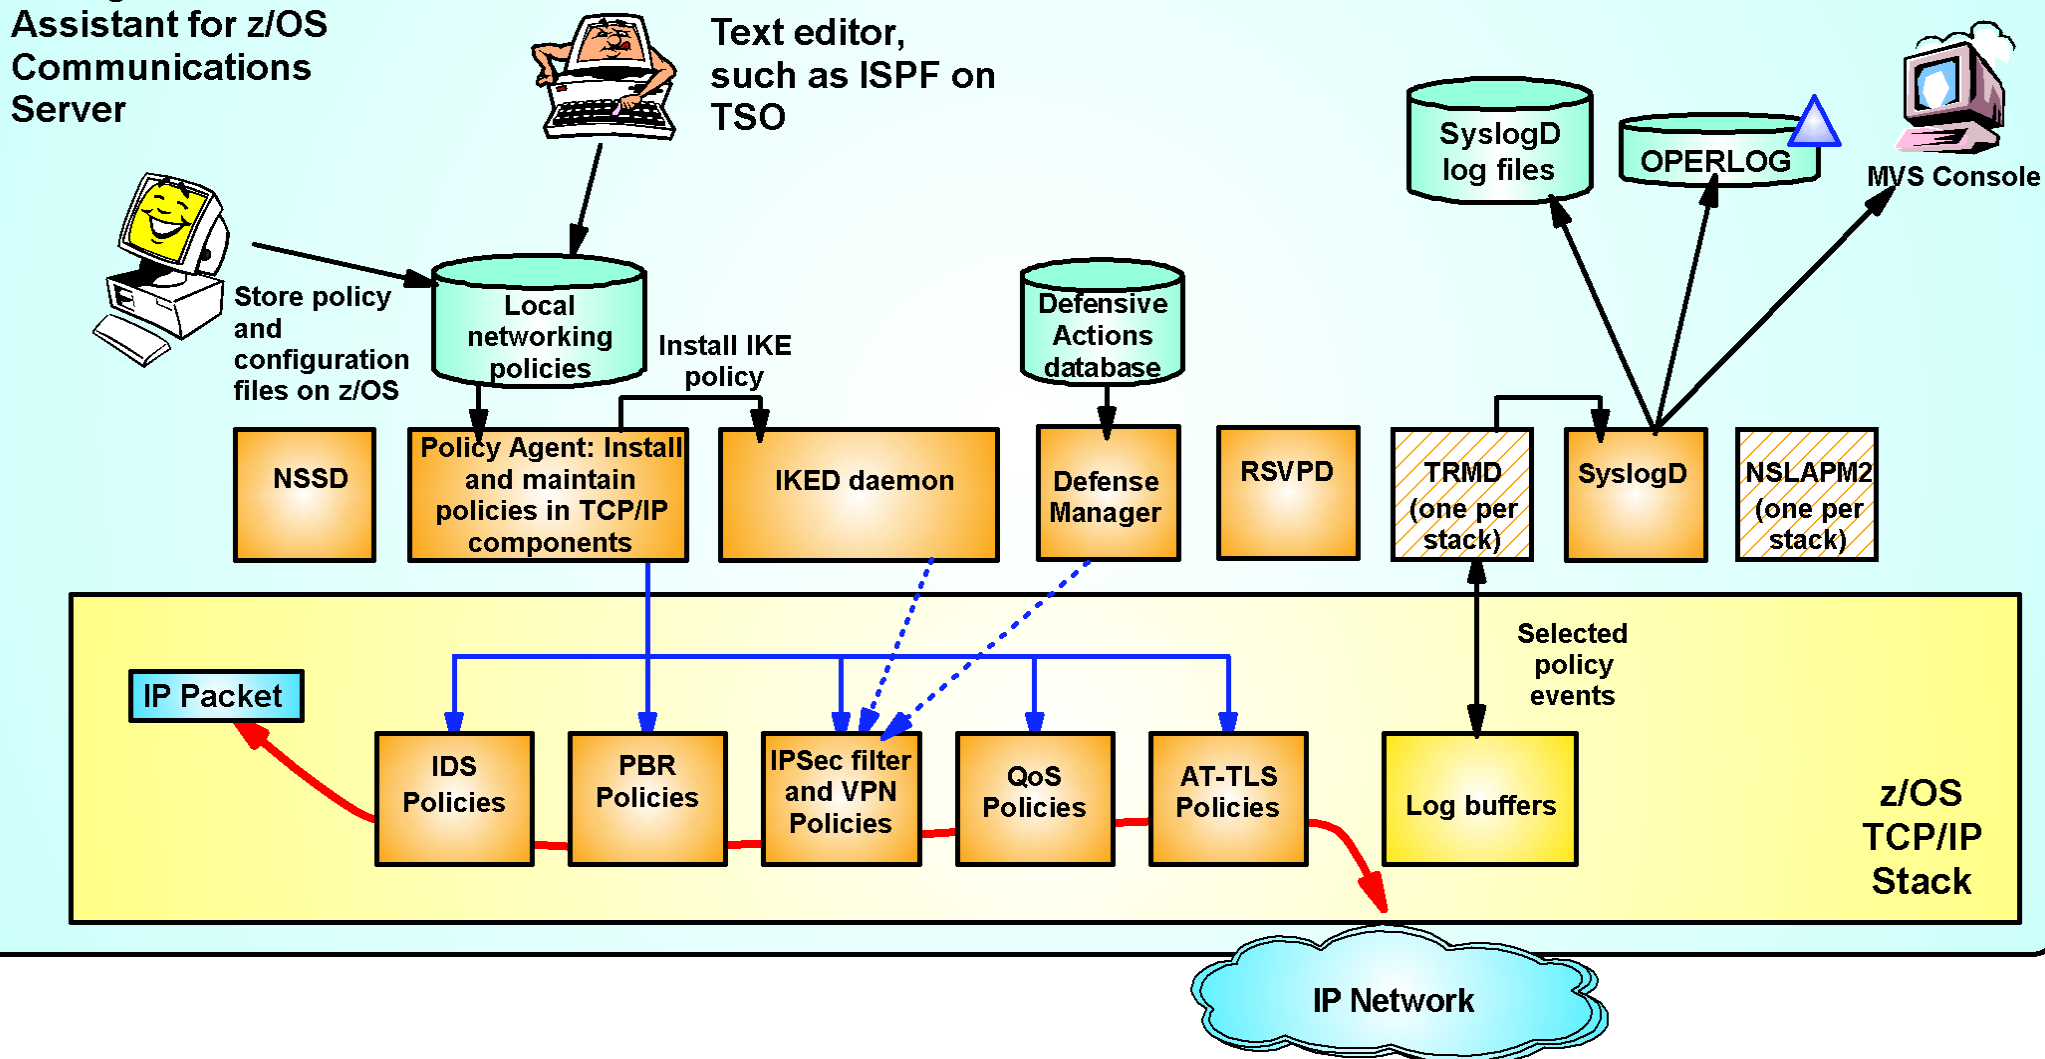 Assistant for z/OS
Communications
Server
Text editor,
such as ISPF on
TSO
SyslogD
log files
OPERLOG
MVS Console
Store policy
and
configuration
files on z/OS
Local
networking
policies
Install IKE
policy
Defensive
Actions
database
NSSD
Policy Agent: Install
and maintain
policies in TCP/IP
components
IKED daemon
Defense
Manager
RSVPD
TRMD
(one per
stack)
SyslogD
NSLAPM2
(one per
stack)
Selected
policy
events
IP Packet
IDS
Policies
PBR
Policies
IPSec filter
and VPN
Policies
QoS
Policies
AT-TLS
Policies
Log buffers
z/OS
TCP/IP
Stack
IP Network